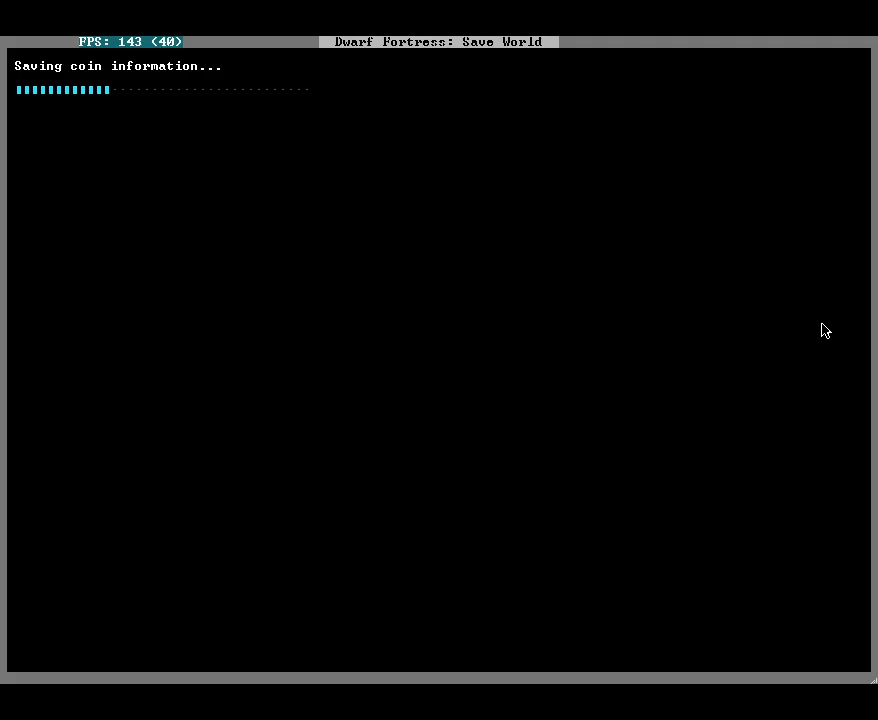 FPS: 143 (40)
Dwarf Fortress: Save World
Saving coin information...